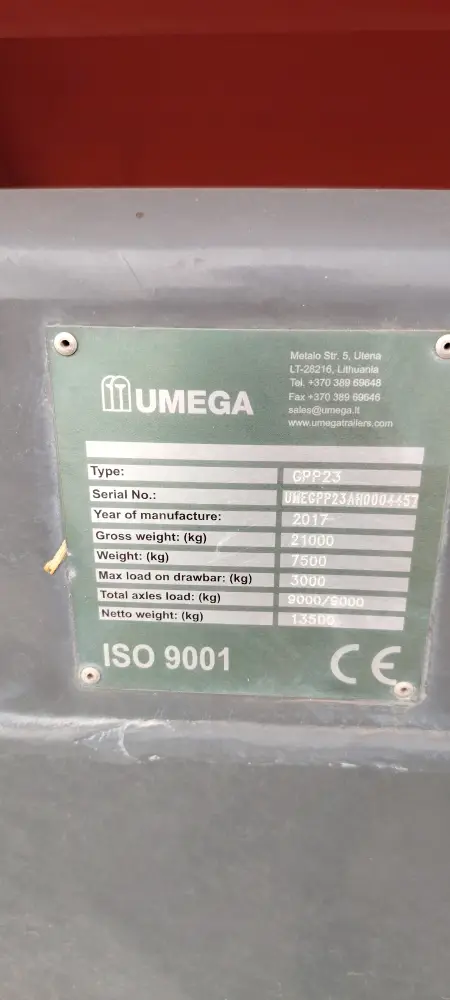 UMEGA
Metalo Str. 5, Utena
LT-28216, Lithuania
Tel. +370 389 69648
Fax +370 389 69646
sales@umega.lt
www.umegatrailers.com
Type: GPP23
Serial No.: UMEGPP23AH0004457
Year of manufacture: 2017
Gross weight: (kg) 21000
Weight: (kg) 7500
Max load on drawbar: (kg) 3000
Total axles load: (kg) 9000/9000
Netto weight: (kg) 13500
ISO 9001
CE